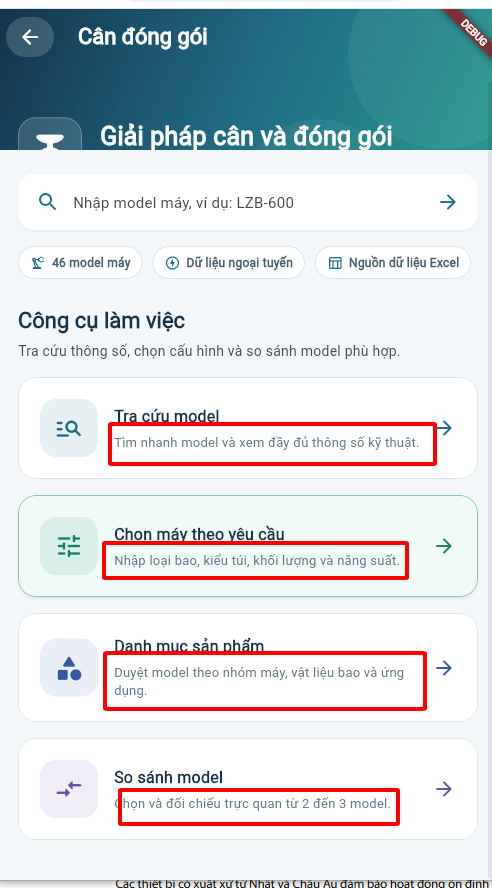 Cân đóng gói
DEBUG
Giải pháp cân và đóng gói
Nhập model máy, ví dụ: LZB-600
46 model máy
Dữ liệu ngoại tuyến
Nguồn dữ liệu Excel
Công cụ làm việc
Tra cứu thông số, chọn cấu hình và so sánh model phù hợp.
Tra cứu model
Tìm nhanh model và xem đầy đủ thông số kỹ thuật.
Chọn máy theo yêu cầu
Nhập loại bao, kiểu túi, khối lượng và năng suất.
Danh mục sản phẩm
Duyệt model theo nhóm máy, vật liệu bao và ứng
dụng.
So sánh model
Chọn và đối chiếu trực quan từ 2 đến 3 model.
Các thiết bị có xuất xứ từ Nhật và Châu Âu đảm bảo hoạt động ổn định